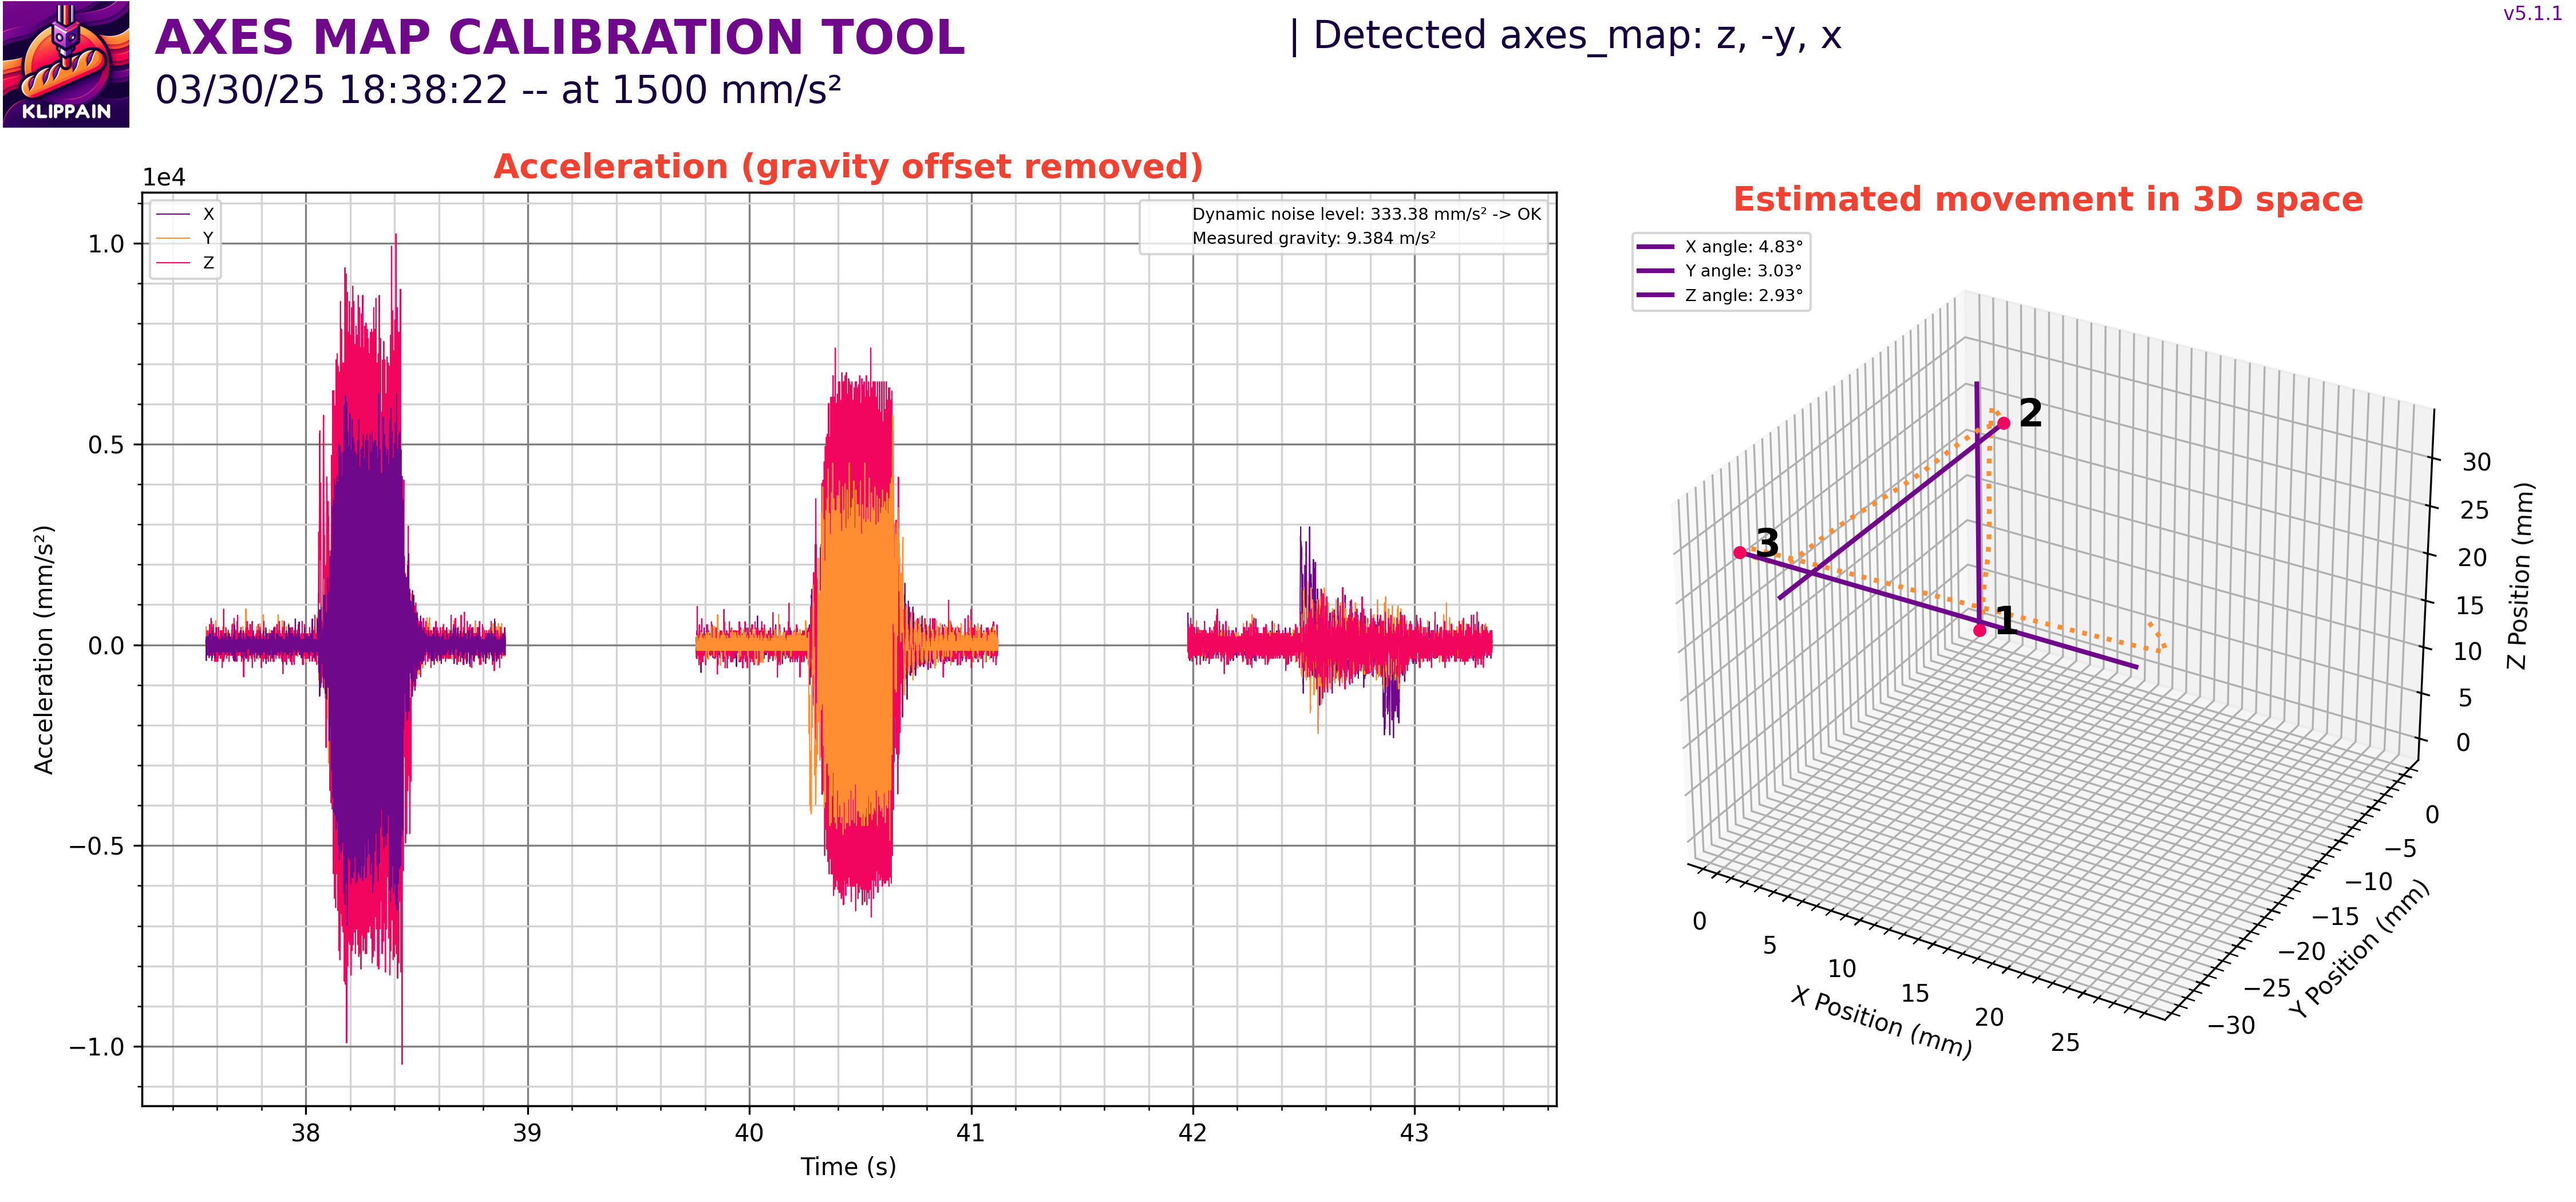 KLIPPAIN
AXES MAP CALIBRATION TOOL
03/30/25 18:38:22 -- at 1500 mm/s²
| Detected axes_map: z, -y, x
v5.1.1
Acceleration (gravity offset removed)
1e4
X
Y
Z
Dynamic noise level: 333.38 mm/s² -> OK
Measured gravity: 9.384 m/s²
1.0
0.5
0.0
−0.5
−1.0
Acceleration (mm/s²)
38
39
40
41
42
43
Time (s)
Estimated movement in 3D space
X angle: 4.83°
Y angle: 3.03°
Z angle: 2.93°
2
3
1
30
25
20
15
10
5
0
Z Position (mm)
0
−5
−10
−15
−20
−25
−30
Y Position (mm)
0
5
10
15
20
25
X Position (mm)